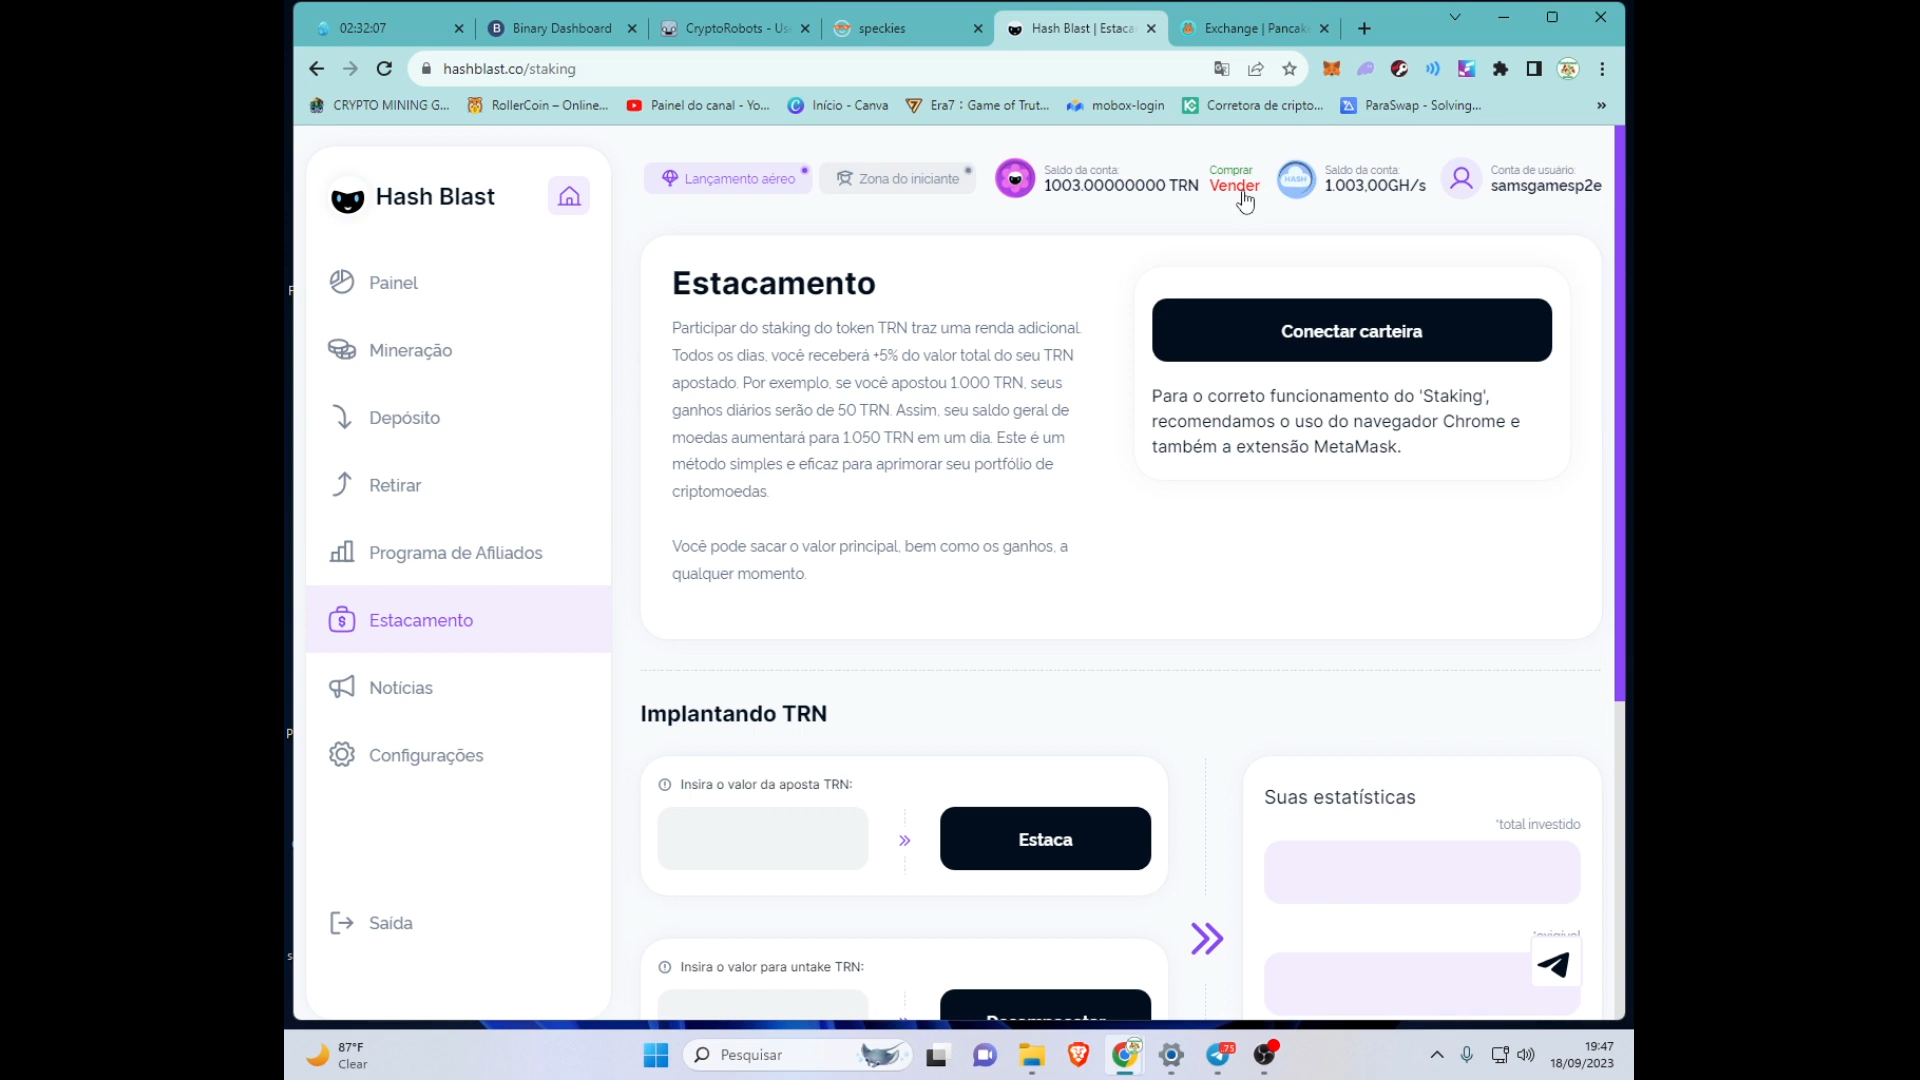 02:32:07
Binary Dashboard
CryptoRobots - Us
speckies
Hash Blast | Estaca
Exchange | Pancak
hashblast.co/staking
CRYPTO MINING G...
RollerCoin – Online...
Painel do canal - Yo...
Início - Canva
Era7 : Game of Trut...
mobox-login
Corretora de cripto...
ParaSwap - Solving...
»
Hash Blast
Lançamento aéreo
Zona do iniciante
Saldo da conta:
1003.00000000 TRN
Comprar
Vender
HASH
Saldo da conta:
1.003,00GH/s
Conta de usuário:
samsgamesp2e
Painel
Mineração
Depósito
Retirar
Programa de Afiliados
Estacamento
Notícias
Configurações
Saída
Estacamento
Participar do staking do token TRN traz uma renda adicional.
Todos os dias, você receberá +5% do valor total do seu TRN
apostado. Por exemplo, se você apostou 1.000 TRN, seus
ganhos diários serão de 50 TRN. Assim, seu saldo geral de
moedas aumentará para 1.050 TRN em um dia. Este é um
método simples e eficaz para aprimorar seu portfólio de
criptomoedas.
Você pode sacar o valor principal, bem como os ganhos, a
qualquer momento.
Conectar carteira
Para o correto funcionamento do 'Staking',
recomendamos o uso do navegador Chrome e
também a extensão MetaMask.
Implantando TRN
Insira o valor da aposta TRN:
Estaca
Insira o valor para untake TRN:
Suas estatísticas
*total investido
87°F
Clear
Pesquisar
75
19:47
18/09/2023